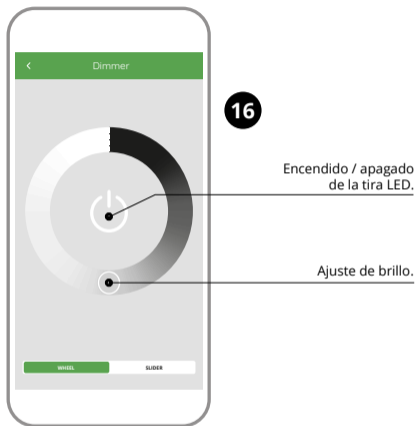 Dimmer
16
Encendido / apagado
de la tira LED.
Ajuste de brillo.
WHEEL SLIDER